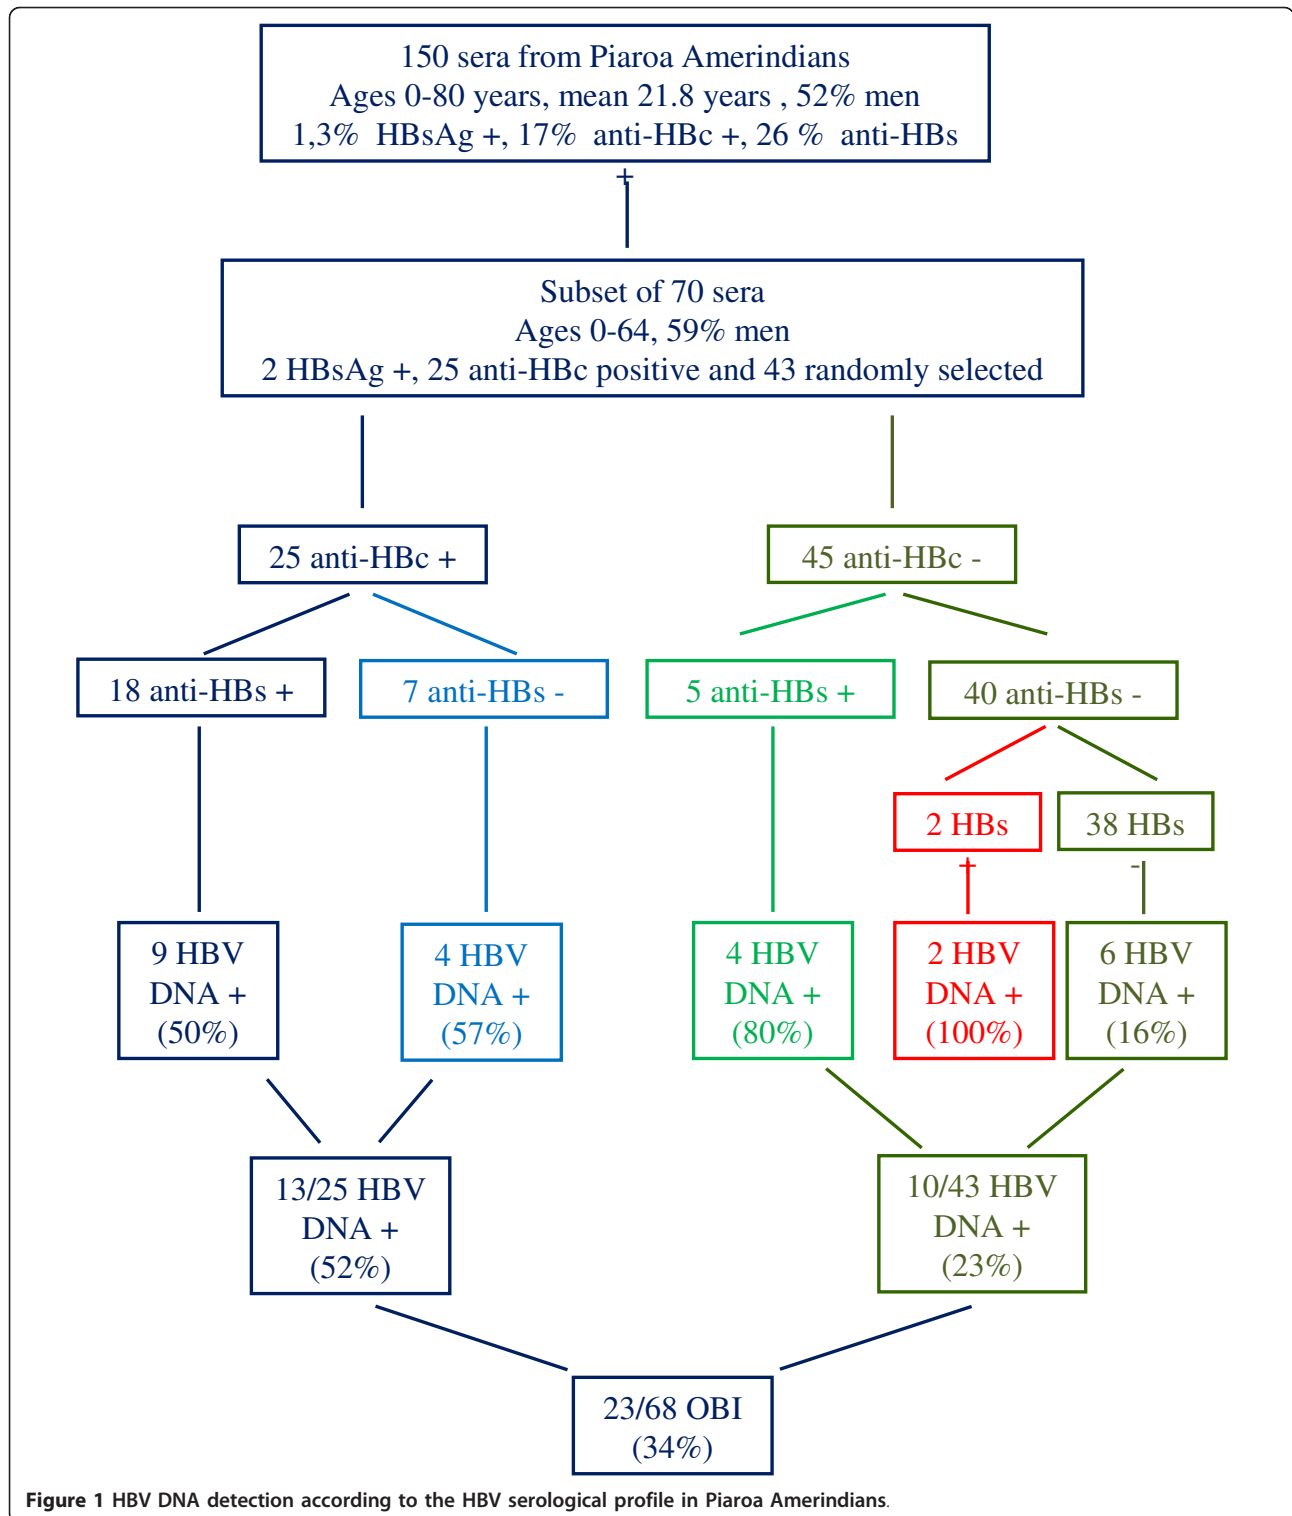 150 sera from Piaroa Amerindians
Ages 0-80 years, mean 21.8 years , 52% men
1,3% HBsAg +, 17% anti-HBc +, 26 % anti-HBs
+
Subset of 70 sera
Ages 0-64, 59% men
2 HBsAg +, 25 anti-HBc positive and 43 randomly selected
25 anti-HBc +
45 anti-HBc -
18 anti-HBs +
7 anti-HBs -
5 anti-HBs +
40 anti-HBs -
2 HBs
+
38 HBs
-
9 HBV
DNA +
(50%)
4 HBV
DNA +
(57%)
4 HBV
DNA +
(80%)
2 HBV
DNA +
(100%)
6 HBV
DNA +
(16%)
13/25 HBV
DNA +
(52%)
10/43 HBV
DNA +
(23%)
23/68 OBI
(34%)
Figure 1 HBV DNA detection according to the HBV serological profile in Piaroa Amerindians.